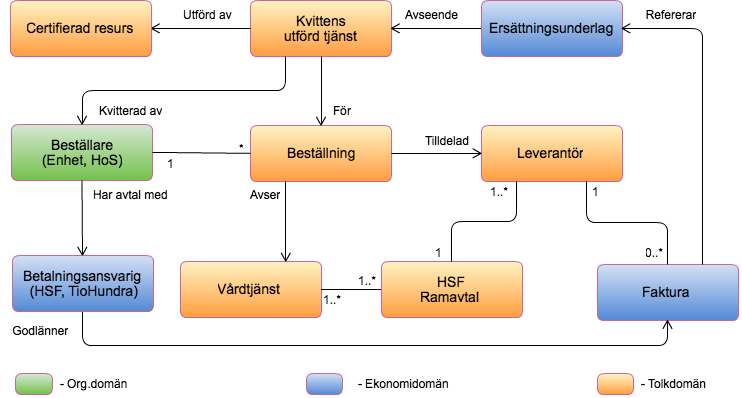 Certifierad resurs
Utförd av
Kvittens
utförd tjänst
Avseende
Ersättningsunderlag
Refererar
Kvitterad av
För
Beställare
(Enhet, HoS)
1
*
Beställning
Tilldelad
Leverantör
Har avtal med
Avser
1..*
1
Betalningsansvarig
(HSF, TioHundra)
Vårdtjänst
1..*
1..*
1
HSF
Ramavtal
0..*
Faktura
Godlänner
- Org.domän
- Ekonomidomän
- Tolkdomän